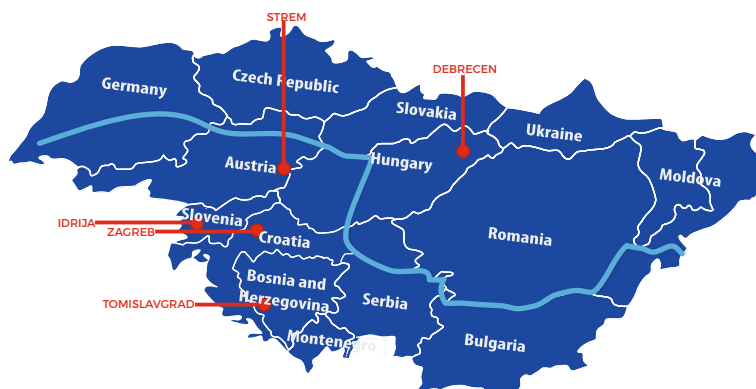 STREM
DEBRECEN
Germany
Czech Republic
Slovakia
Ukraine
Austria
Hungary
Moldova
IDRIJA
Slovenia
ZAGREB
Croatia
Romania
Bosnia and
Herzegovina
TOMISLAVGRAD
Serbia
Montenegro
Bulgaria